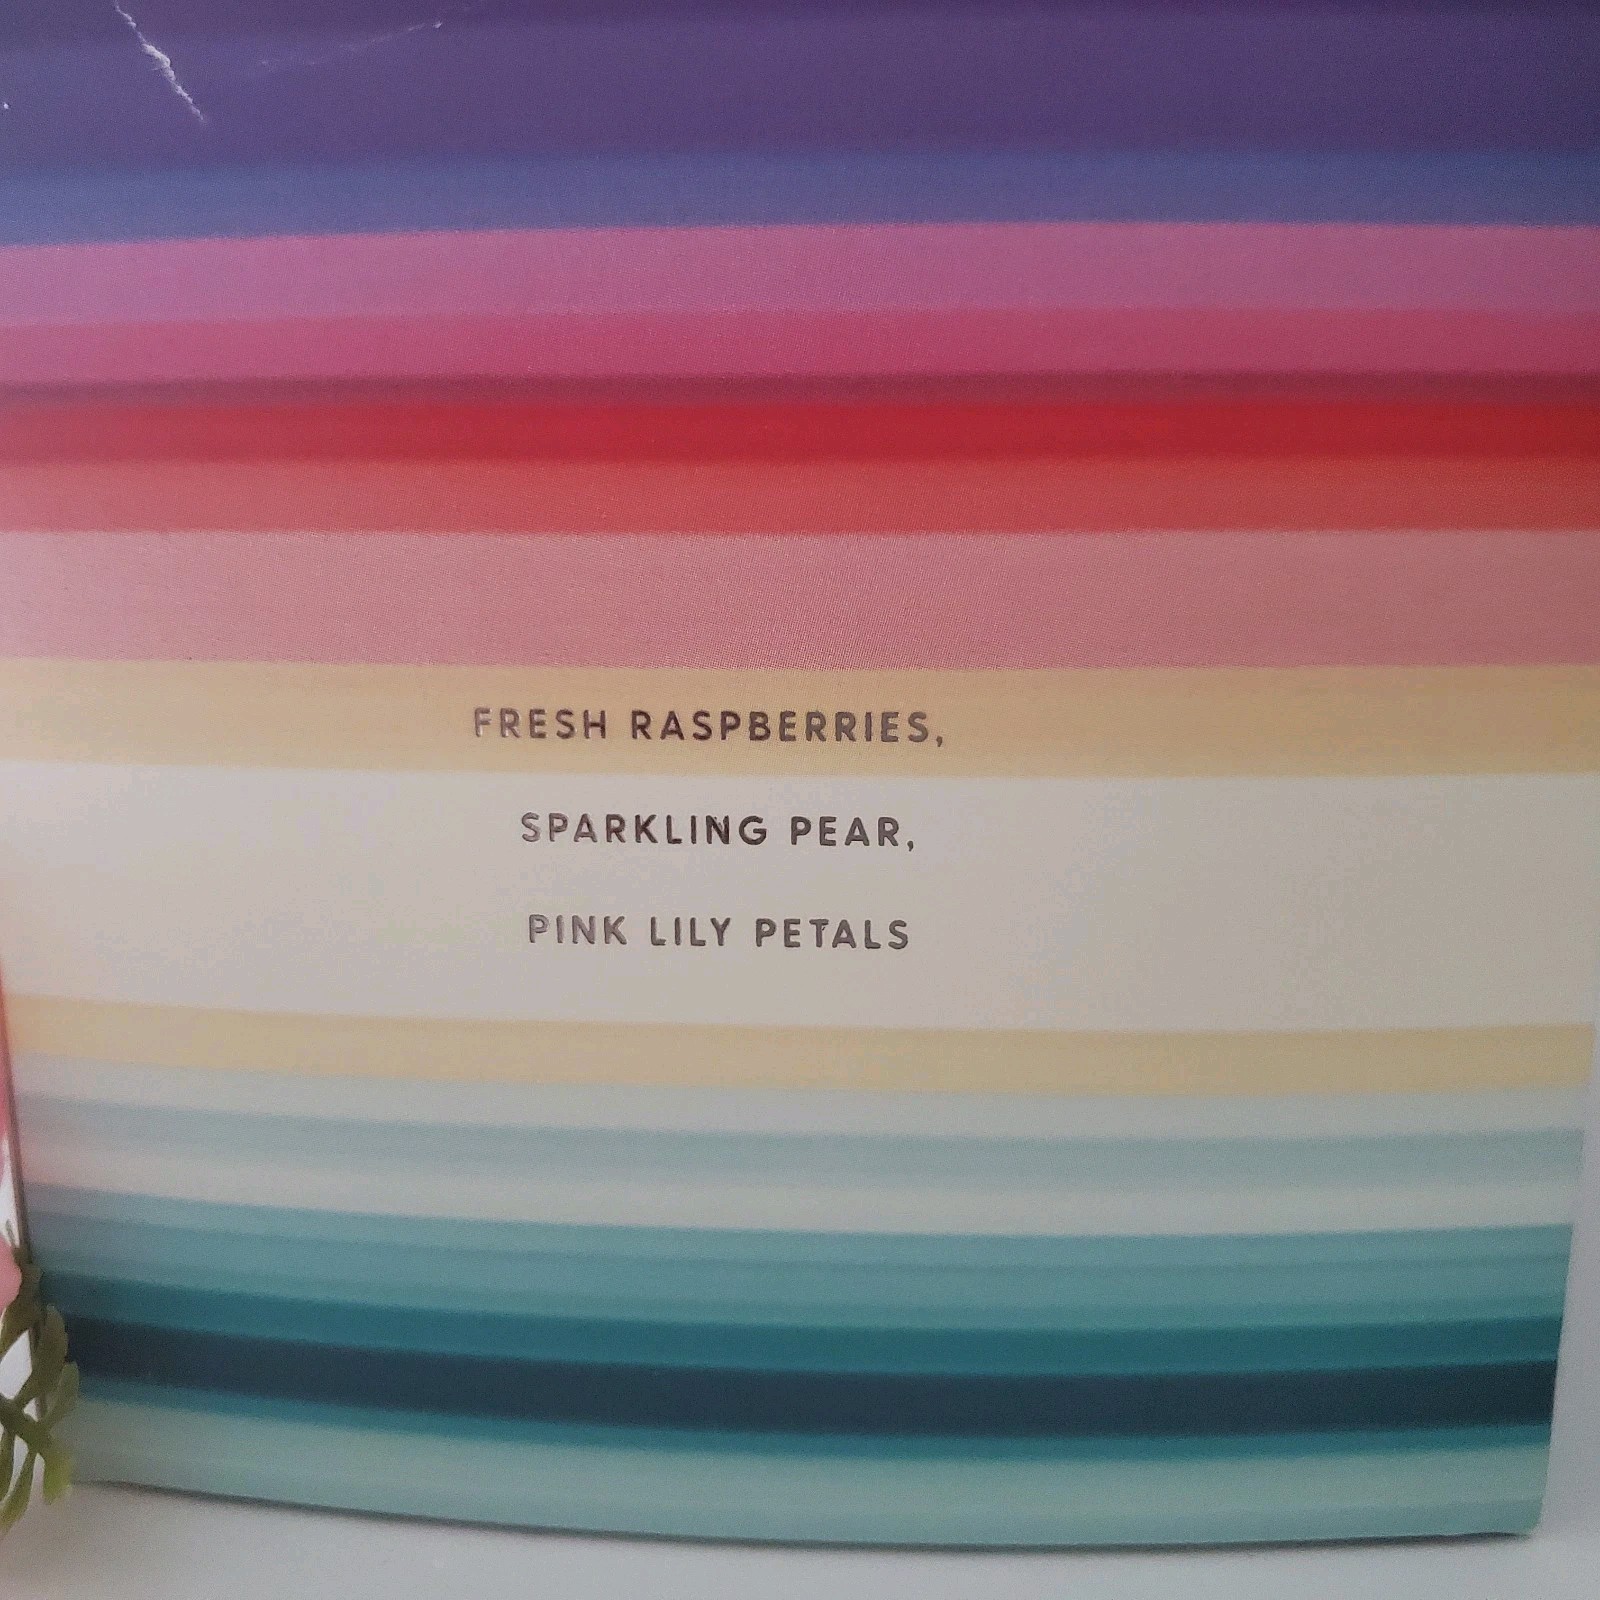 FRESH RASPBERRIES,
SPARKLING PEAR,
PINK LILY PETALS